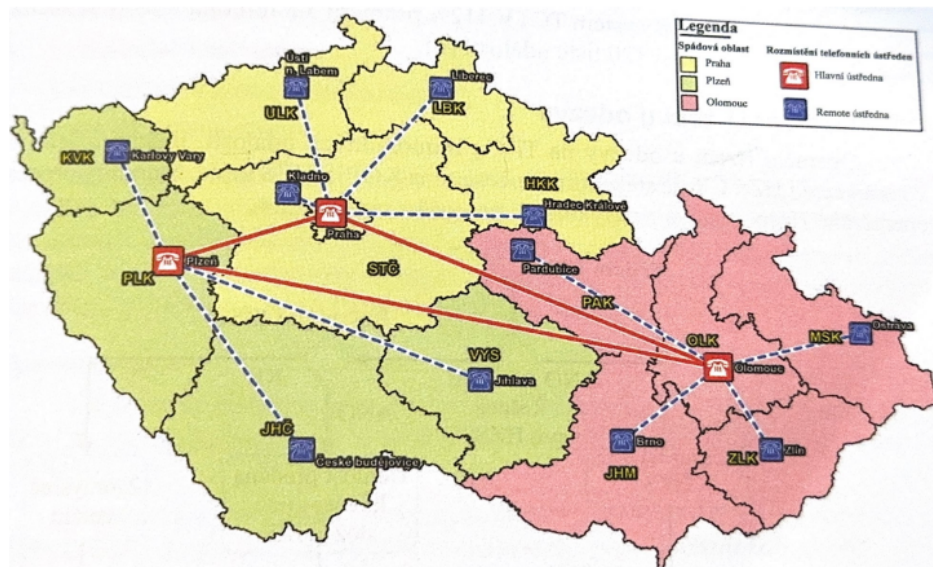 Legenda
Spádová oblast
Praha
Plzeň
Olomouc
Rozmístění telefonních ústředen
Hlavní ústředna
Remote ústředna
Ústí
n. Labem
ULK
Liberec
LBK
KVK
Karlovy Vary
Kladno
Praha
HKK
Hradec Králové
Plzeň
PLK
STČ
Pardubice
PAK
OLK
Olomouc
MSK
Ostrava
VYS
Jihlava
JHC
České budějovice
Brno
JHM
ZLK
Zlín